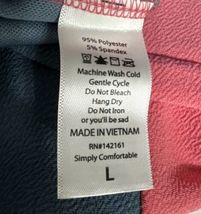 95% Polyester
5% Spandex
Machine Wash Cold
Gentle Cycle
Do Not Bleach
Hang Dry
Do Not Iron
or you'll be sad
MADE IN VIETNAM
RN#142161
Simply Comfortable
L